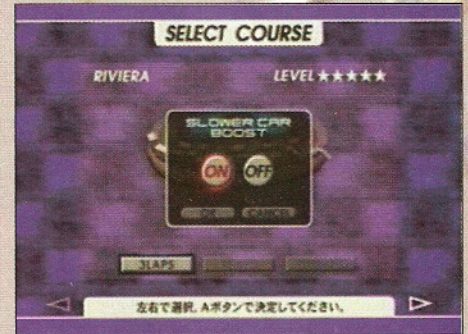 SELECT COURSE
RIVIERA LEVEL★★★★★
SLOWER CAR
BOOST
ON OFF
OK CANCEL
3LAPS
左右で選択、Aボタンで決定してください。